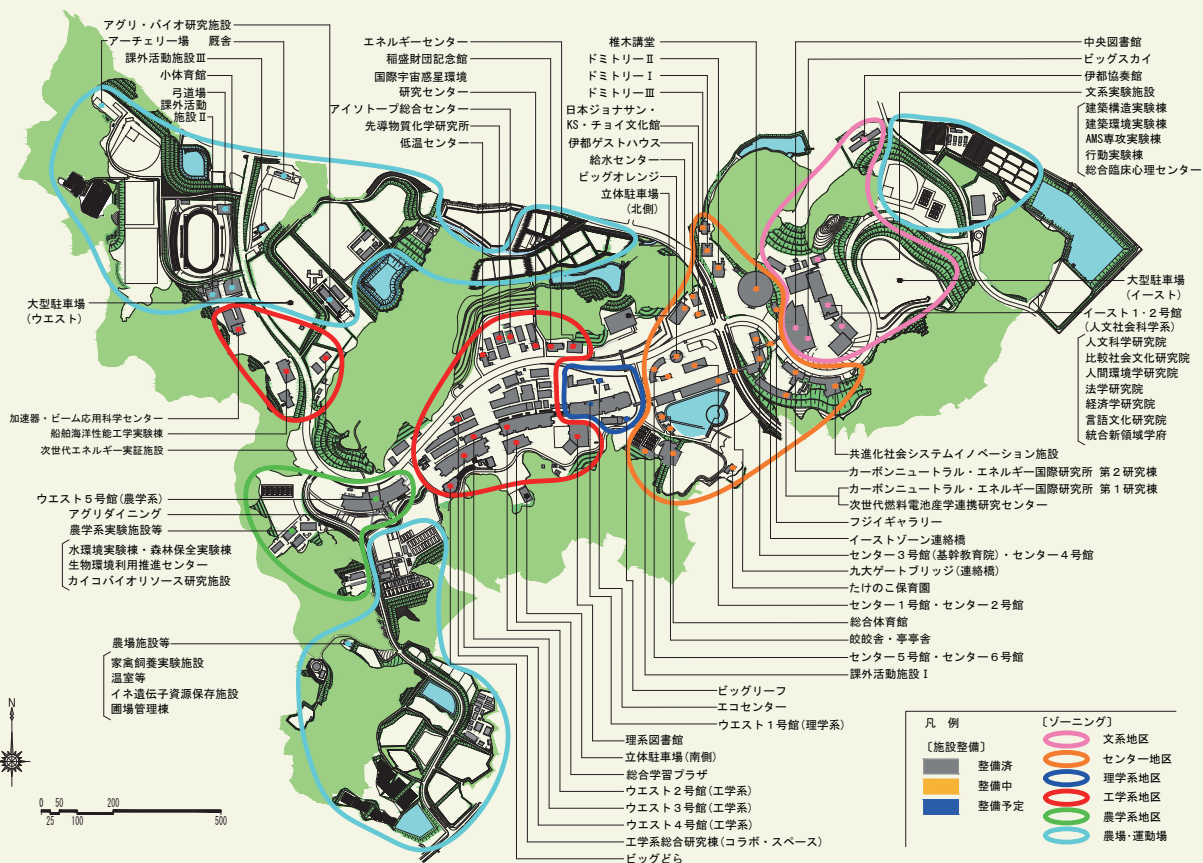 アグリ・バイオ研究施設
アーチェリー場 厩舎
課外活動施設Ⅲ
小体育館
弓道場
課外活動
施設Ⅱ
エネルギーセンター
稲盛財団記念館
国際宇宙惑星環境
研究センター
アイソトープ総合センター
先導物質化学研究所
低温センター
椎木講堂
ドミトリーⅡ
ドミトリーⅠ
ドミトリーⅢ
日本ジョナサン・
KS・チョイ文化館
伊都ゲストハウス
給水センター
ビッグオレンジ
立体駐車場
(北側)
中央図書館
ビッグスカイ
伊都協奏館
文系実験施設
建築構造実験棟
建築環境実験棟
AMS専攻実験棟
行動実験棟
総合臨床心理センター
大型駐車場
(ウエスト)
大型駐車場
(イースト)
イースト1・2号館
(人文社会科学系)
人文科学研究院
比較社会文化研究院
人間環境学研究院
法学研究院
経済学研究院
言語文化研究院
統合新領域学府
加速器・ビーム応用科学センター
船舶海洋性能工学実験棟
次世代エネルギー実証施設
ウエスト5号館(農学系)
アグリダイニング
農学系実験施設等
水環境実験棟・森林保全実験棟
生物環境利用推進センター
カイコバイオリソース研究施設
農場施設等
家禽飼養実験施設
温室等
イネ遺伝子資源保存施設
圃場管理棟
共進化社会システムイノベーション施設
カーボンニュートラル・エネルギー国際研究所 第2研究棟
カーボンニュートラル・エネルギー国際研究所 第1研究棟
次世代燃料電池産学連携研究センター
フジイギャラリー
イーストゾーン連絡橋
センター3号館(基幹教育院)・センター4号館
九大ゲートブリッジ(連絡橋)
たけのこ保育園
センター1号館・センター2号館
総合体育館
皎皎舎・亭亭舎
センター5号館・センター6号館
課外活動施設Ⅰ
ビッグリーフ
エコセンター
ウエスト1号館(理学系)
理系図書館
立体駐車場(南側)
総合学習プラザ
ウエスト2号館(工学系)
ウエスト3号館(工学系)
ウエスト4号館(工学系)
工学系総合研究棟(コラボ・スペース)
ビッグどら
N
0 50 200
25 100 500
凡 例
〔施設整備〕
整備済
整備中
整備予定
〔ゾーニング〕
文系地区
センター地区
理学系地区
工学系地区
農学系地区
農場・運動場